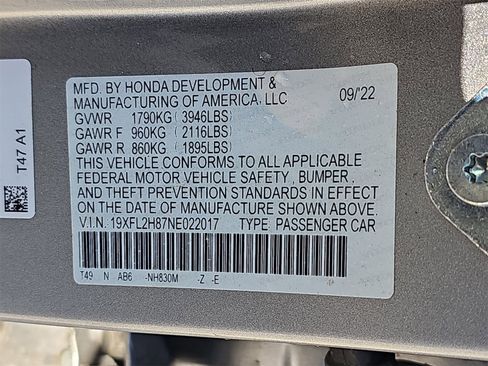 MFD. BY HONDA DEVELOPMENT &
MANUFACTURING OF AMERICA, LLC 09/22
GVWR 1790KG ( 3946LBS)
GAWR F 960KG ( 2116LBS)
GAWR R 860KG ( 1895LBS)
THIS VEHICLE CONFORMS TO ALL APPLICABLE
FEDERAL MOTOR VEHICLE SAFETY , BUMPER ,
AND THEFT PREVENTION STANDARDS IN EFFECT
ON THE DATE OF MANUFACTURE SHOWN ABOVE.
V.I.N. 19XFL2H87NE022017 TYPE: PASSENGER CAR
T49 N AB6 -NH830M -Z -E
T47 A1